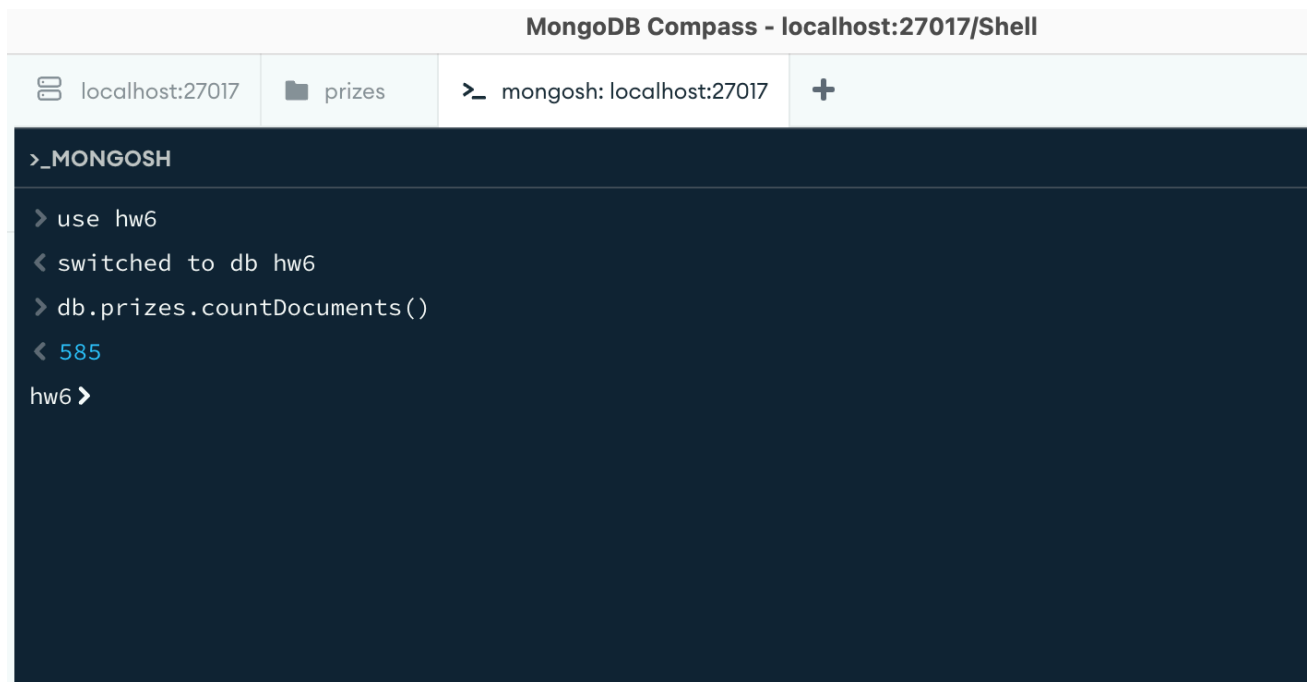 MongoDB Compass - localhost:27017/Shell
localhost:27017 prizes >_ mongosh: localhost:27017 +
>_MONGOSH
> use hw6
< switched to db hw6
> db.prizes.countDocuments()
< 585
hw6 >